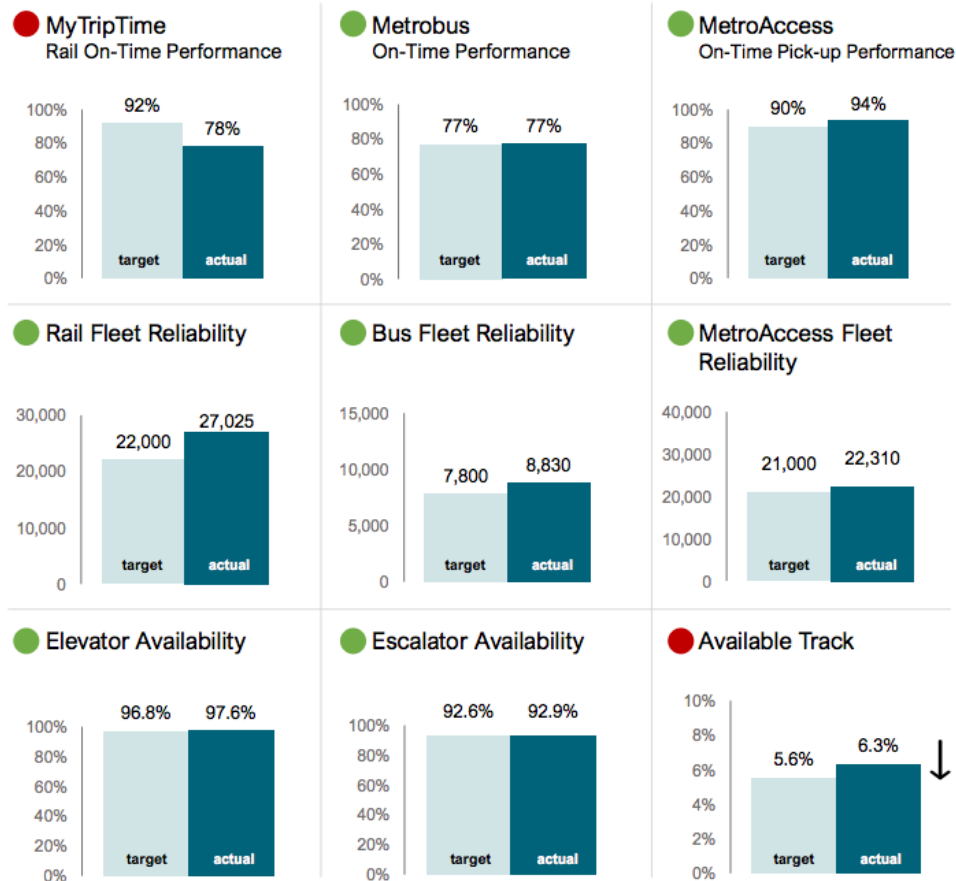 MyTripTime
Rail On-Time Performance
100%
80%
60%
40%
20%
0%
92%
78%
target
actual
Metrobus
On-Time Performance
100%
80%
60%
40%
20%
0%
77%
77%
target
actual
MetroAccess
On-Time Pick-up Performance
100%
80%
60%
40%
20%
0%
90%
94%
target
actual
Rail Fleet Reliability
30,000
20,000
10,000
0
22,000
27,025
target
actual
Bus Fleet Reliability
15,000
10,000
5,000
0
7,800
8,830
target
actual
MetroAccess Fleet
Reliability
40,000
30,000
20,000
10,000
0
21,000
22,310
target
actual
Elevator Availability
100%
80%
60%
40%
20%
0%
96.8%
97.6%
target
actual
Escalator Availability
100%
80%
60%
40%
20%
0%
92.6%
92.9%
target
actual
Available Track
10%
8%
6%
4%
2%
0%
5.6%
6.3%
target
actual